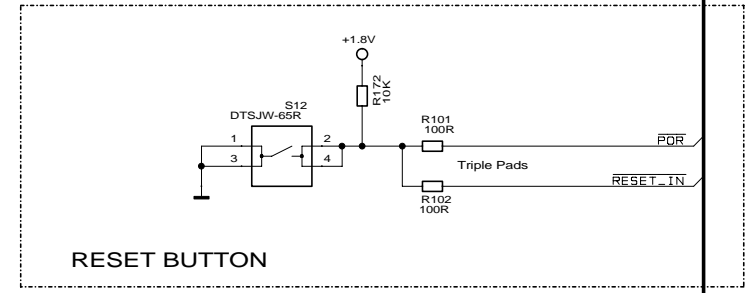 +1.8V
R172
10K
S12
DTSJW-65R
1
2
3
4
R101
100R
POR
Triple Pads
RESET_IN
R102
100R
RESET BUTTON